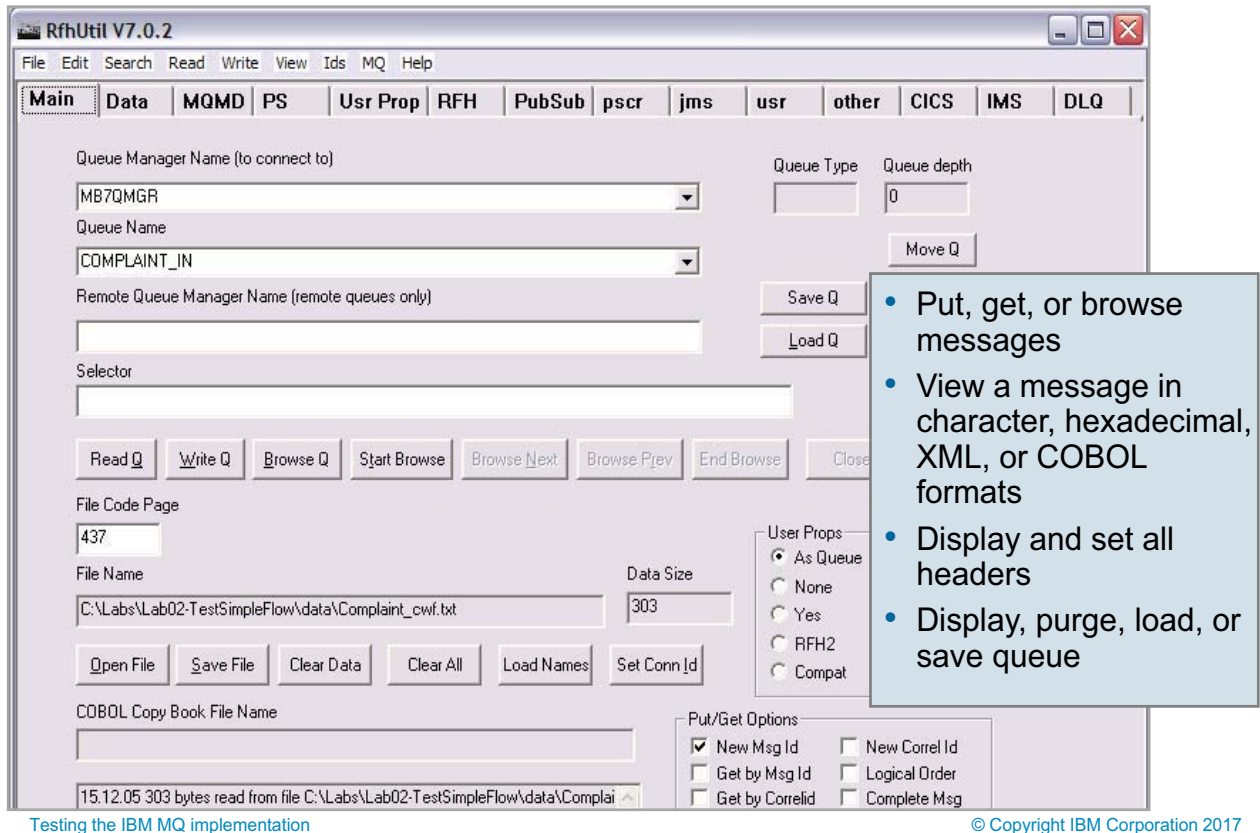 RfhUtil V7.0.2
File Edit Search Read Write View Ids MQ Help
Main Data MQMD PS Usr Prop RFH PubSub pscr jms usr other CICS IMS DLQ
Queue Manager Name (to connect to)
Queue Type Queue depth
MB7QMGR
0
Queue Name
COMPLAINT_IN
Move Q
Remote Queue Manager Name (remote queues only)
Save Q
Load Q
Selector
Read Q Write Q Browse Q Start Browse Browse Next Browse Prev End Browse Close
File Code Page
437
File Name
Data Size
C:\Labs\Lab02-TestSimpleFlow\data\Complaint_cwf.txt
303
Open File Save File Clear Data Clear All Load Names Set Conn Id
User Props
As Queue
None
Yes
RFH2
Compat
COBOL Copy Book File Name
Put/Get Options
New Msg Id New Correl Id
Get by Msg Id Logical Order
Get by Correlid Complete Msg
15.12.05 303 bytes read from file C:\Labs\Lab02-TestSimpleFlow\data\Complai
• Put, get, or browse
messages
• View a message in
character, hexadecimal,
XML, or COBOL
formats
• Display and set all
headers
• Display, purge, load, or
save queue
Testing the IBM MQ implementation
© Copyright IBM Corporation 2017